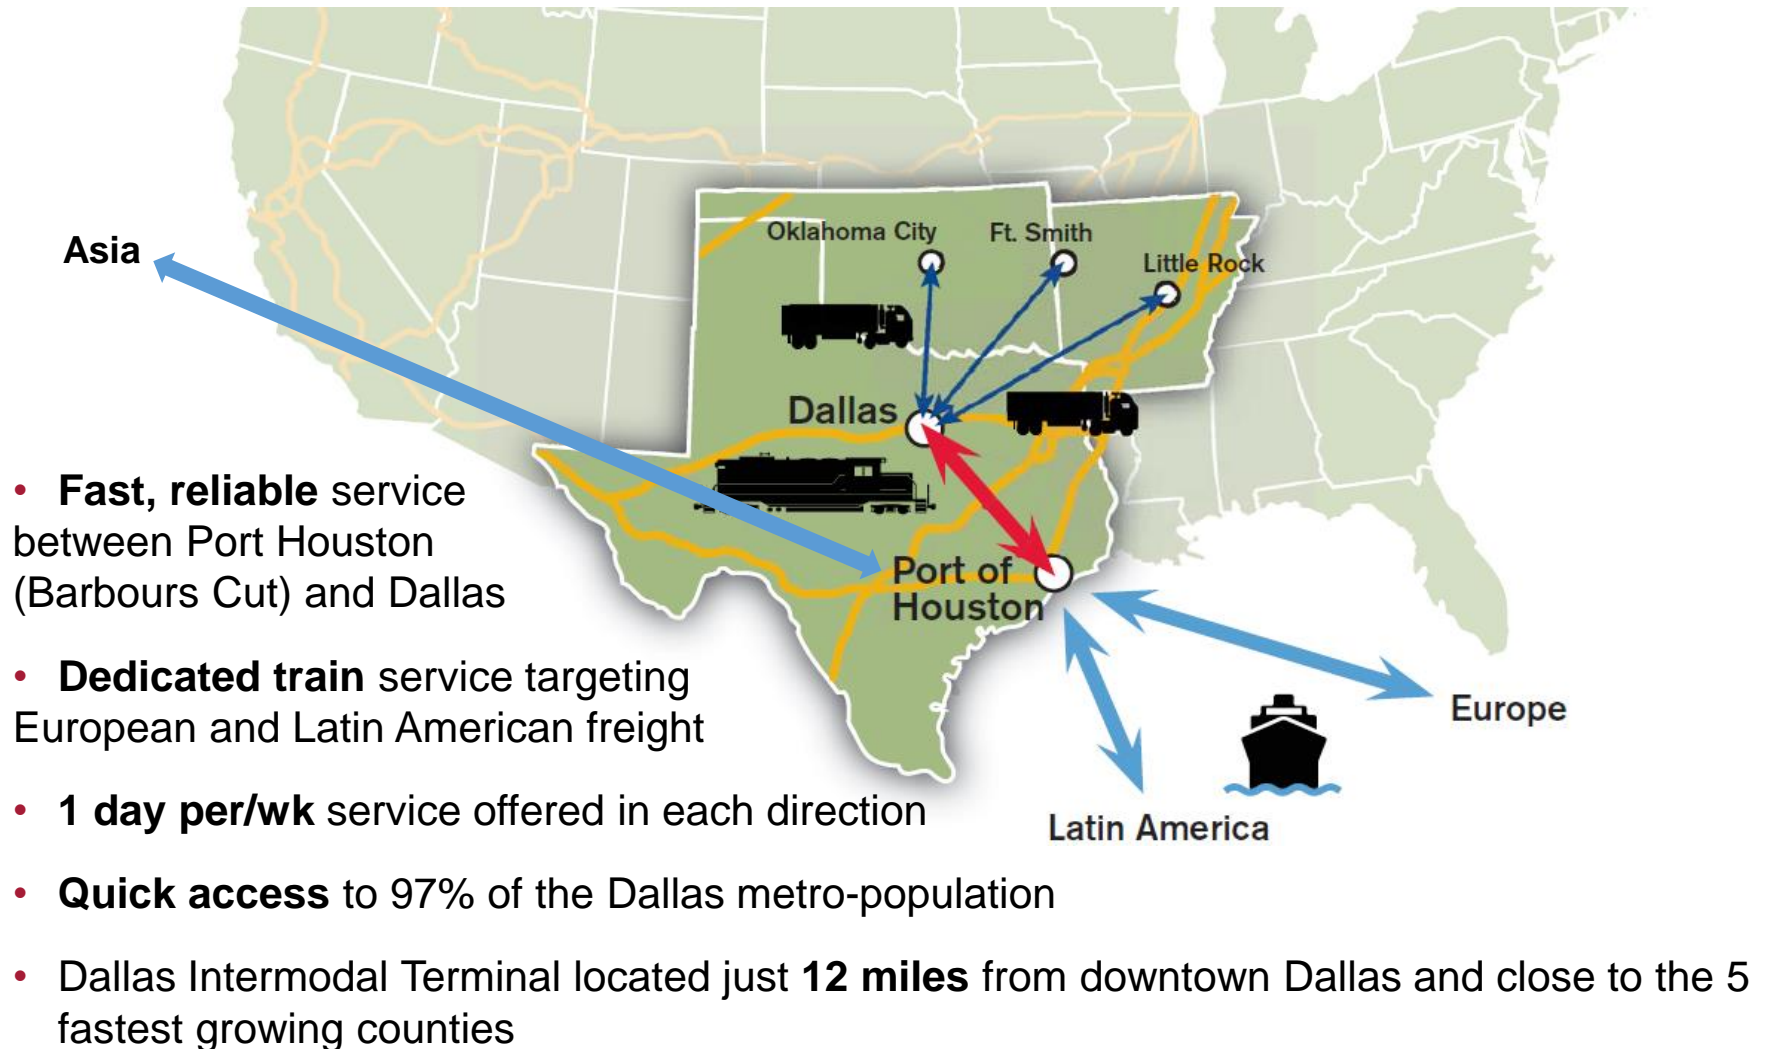 Oklahoma City
Ft. Smith
Asia
Little Rock
Dallas
• Fast, reliable service
between Port Houston
(Barbours Cut) and Dallas
Port of
Houston
• Dedicated train service targeting
European and Latin American freight
Europe
• 1 day per/wk service offered in each direction
Latin America
• Quick access to 97% of the Dallas metro-population
• Dallas Intermodal Terminal located just 12 miles from downtown Dallas and close to the 5
fastest growing counties